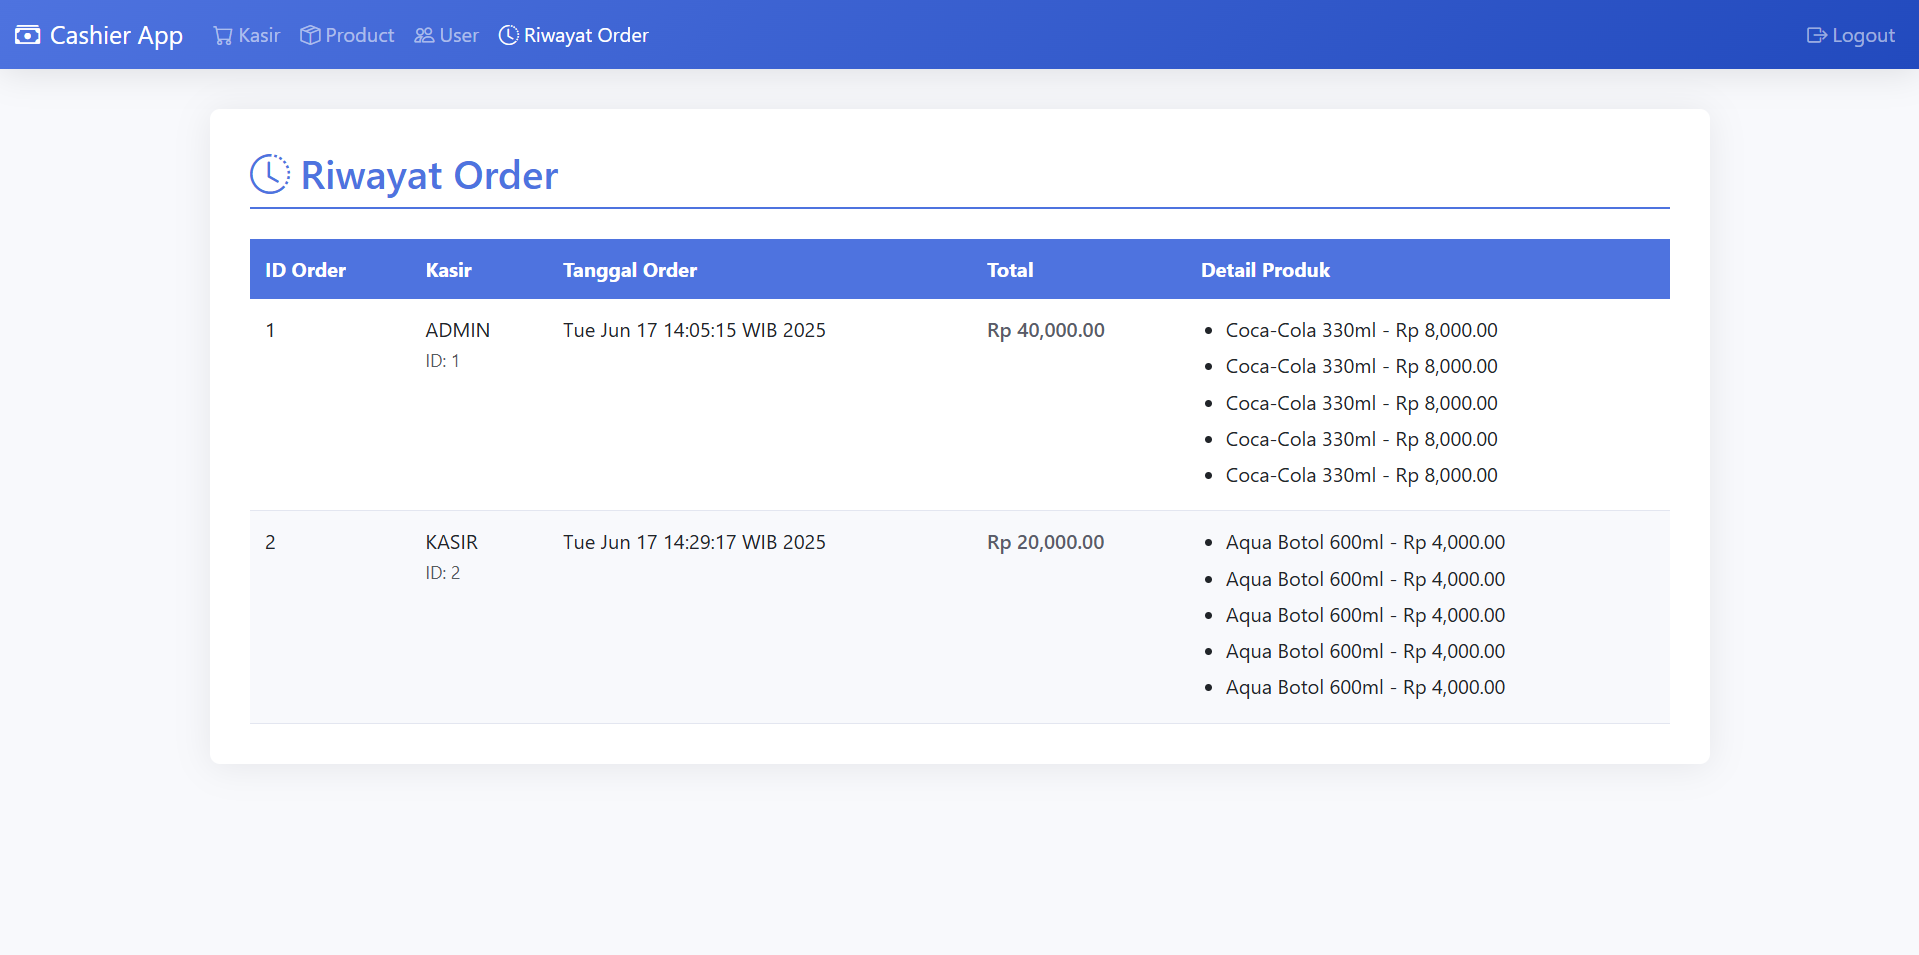 Cashier App Kasir Product User Riwayat Order Logout
Riwayat Order
ID Order Kasir Tanggal Order Total Detail Produk
1 ADMIN Tue Jun 17 14:05:15 WIB 2025 Rp 40,000.00 • Coca-Cola 330ml - Rp 8,000.00
ID: 1
• Coca-Cola 330ml - Rp 8,000.00
• Coca-Cola 330ml - Rp 8,000.00
• Coca-Cola 330ml - Rp 8,000.00
• Coca-Cola 330ml - Rp 8,000.00
2 KASIR Tue Jun 17 14:29:17 WIB 2025 Rp 20,000.00 • Aqua Botol 600ml - Rp 4,000.00
ID: 2
• Aqua Botol 600ml - Rp 4,000.00
• Aqua Botol 600ml - Rp 4,000.00
• Aqua Botol 600ml - Rp 4,000.00
• Aqua Botol 600ml - Rp 4,000.00